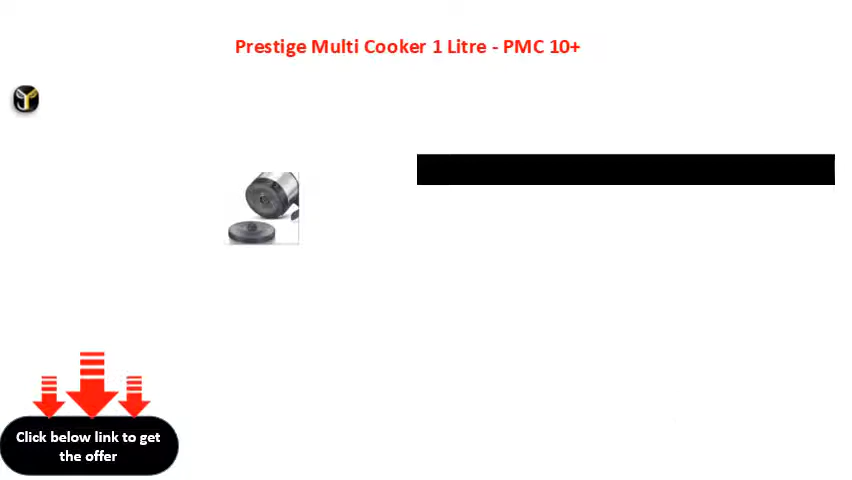 Prestige Multi Cooker 1 Litre - PMC 10+
Click below link to get
the offer